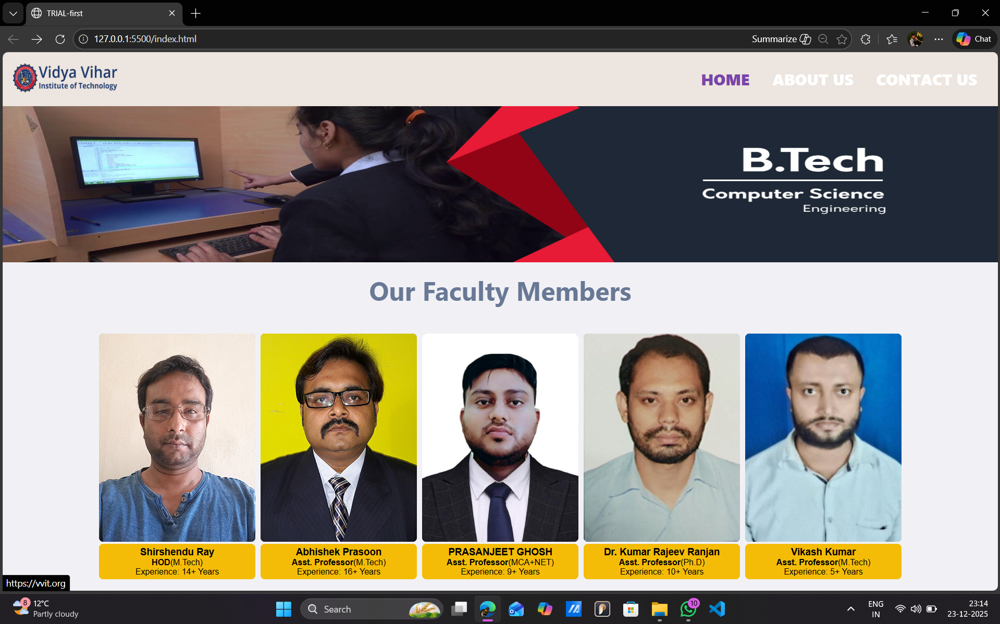 TRIAL-first
127.0.0.1:5500/index.html
Summarize
Chat
Vidya Vihar
Institute of Technology
HOME ABOUT US CONTACT US
B.Tech
Computer Science
Engineering
Our Faculty Members
Shirshendu Ray
HOD(M.Tech)
Experience: 14+ Years
Abhishek Prasoon
Asst. Professor(M.Tech)
Experience: 16+ Years
PRASANJEET GHOSH
Asst. Professor(MCA+NET)
Experience: 9+ Years
Dr. Kumar Rajeev Ranjan
Asst. Professor(Ph.D)
Experience: 10+ Years
Vikash Kumar
Asst. Professor(M.Tech)
Experience: 5+ Years
https://vvit.org
8
12°C
Partly cloudy
Search
10
ENG
IN
23:14
23-12-2025